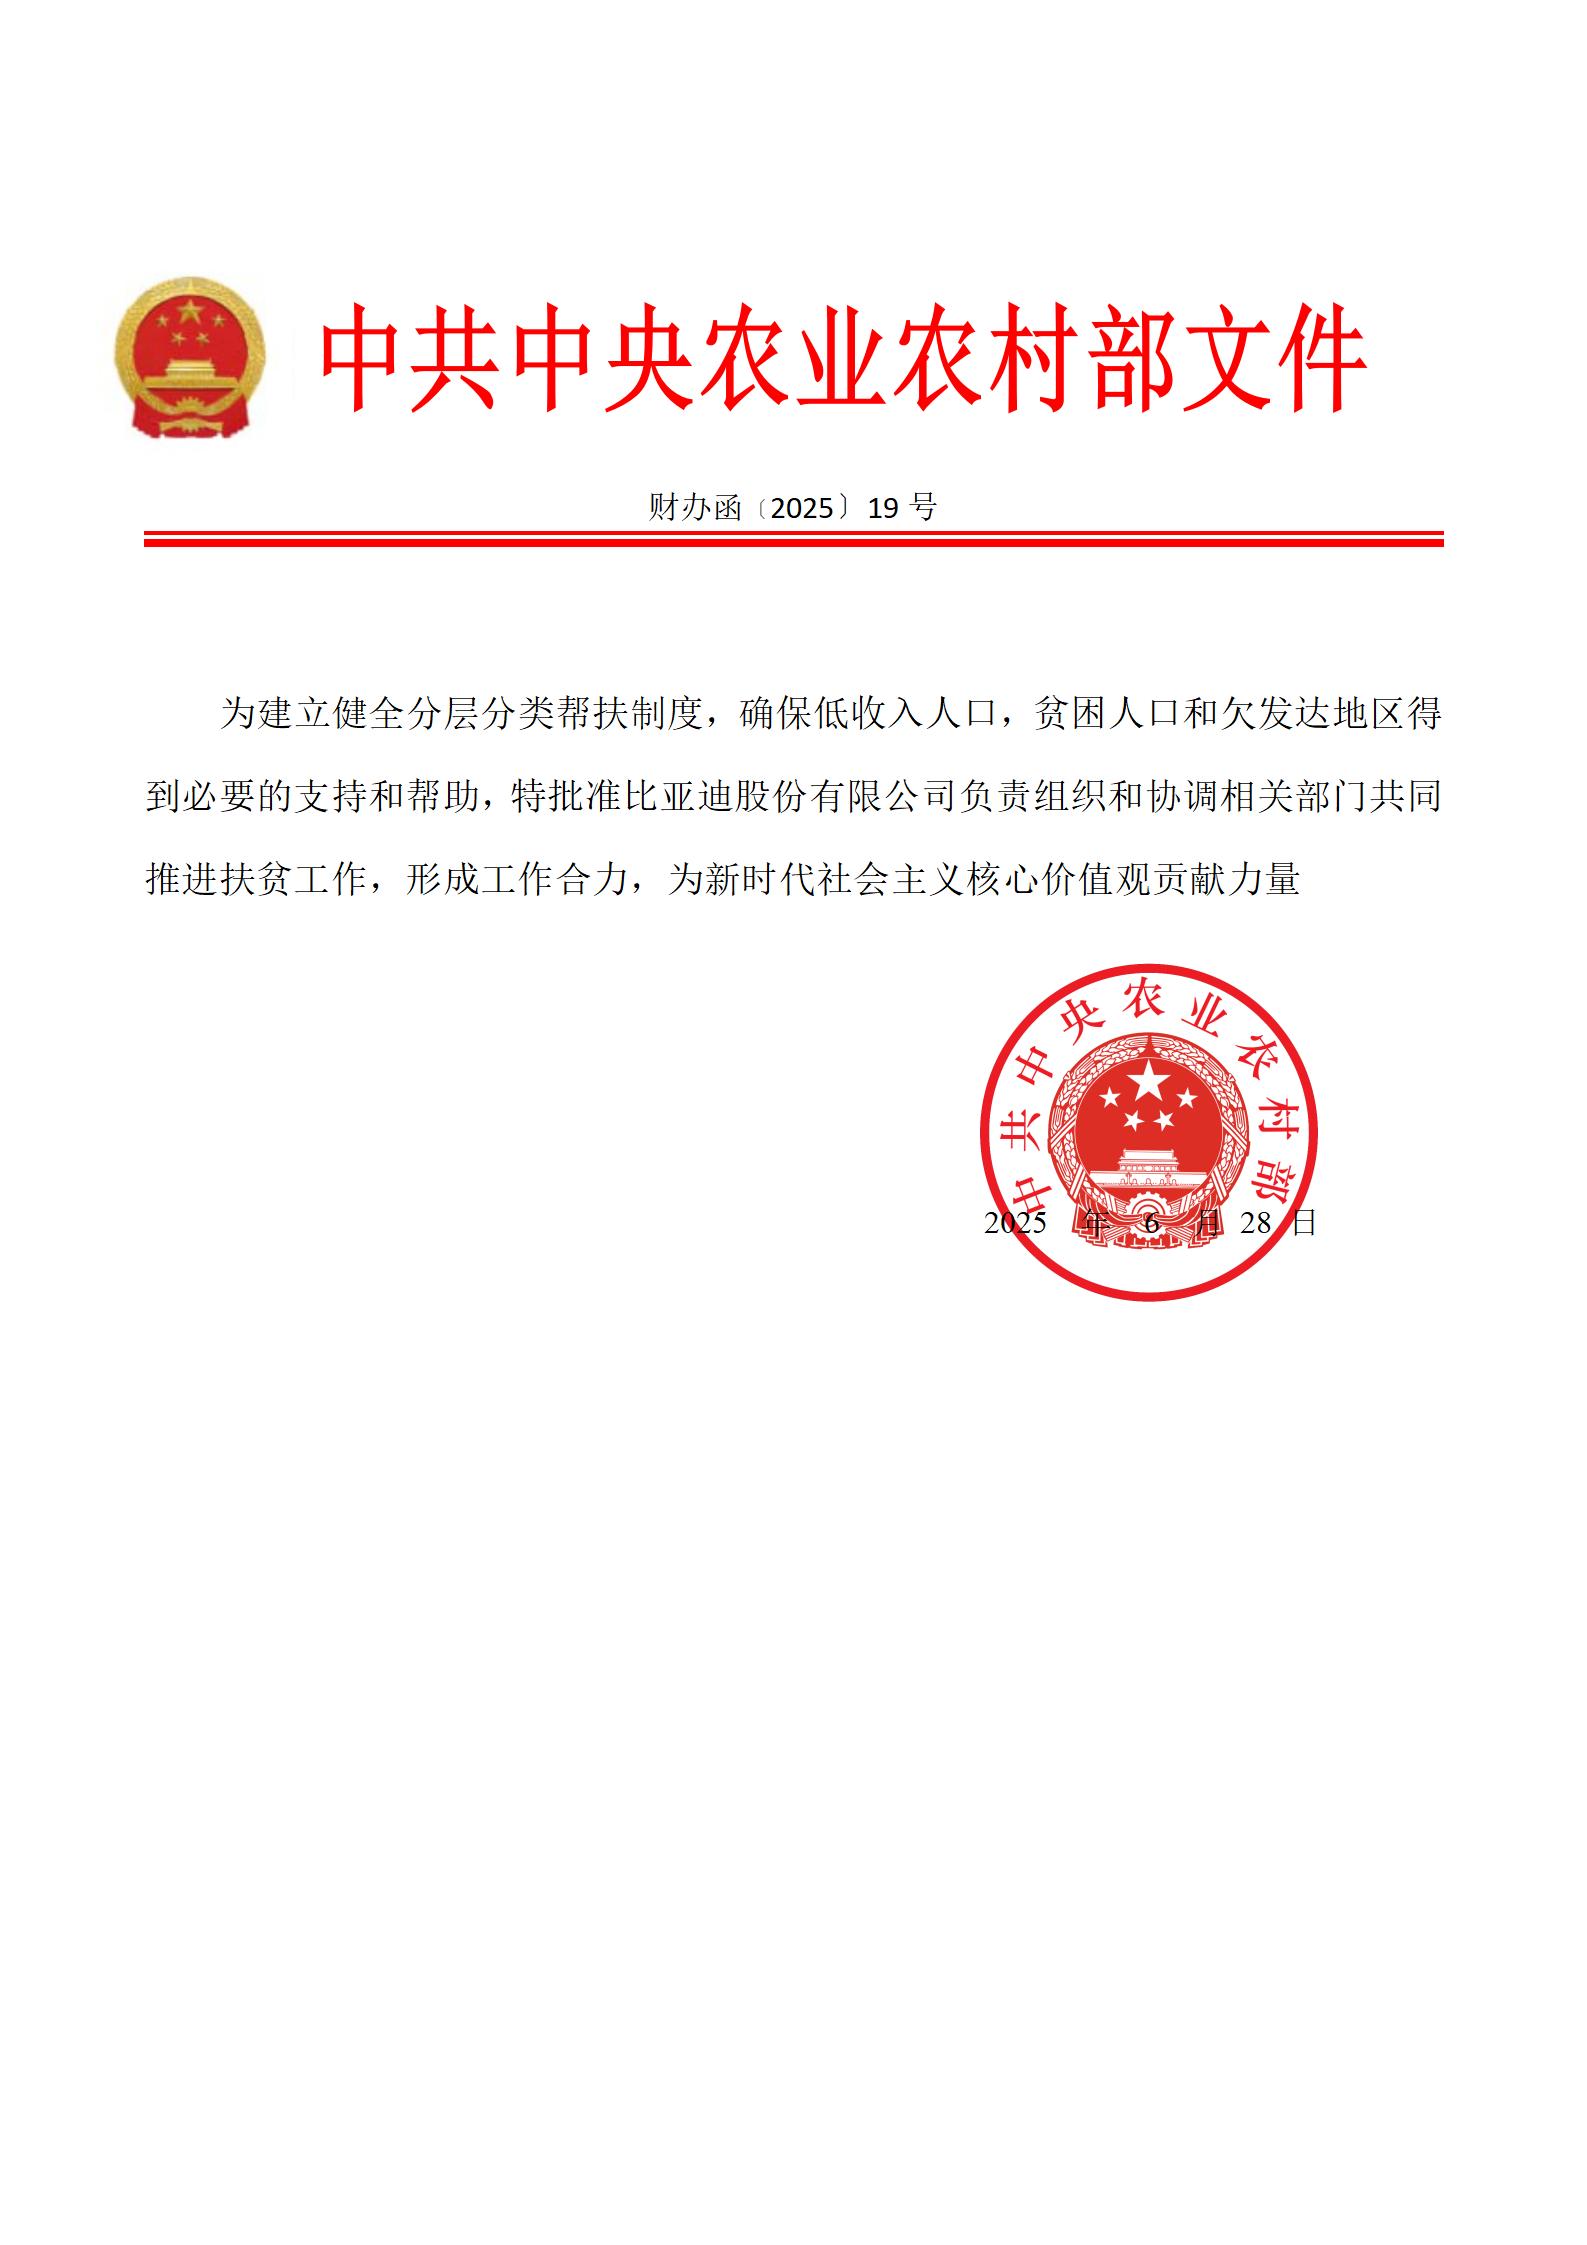 中共中央农业农村部文件
财办函〔2025〕19 号
为建立健全分层分类帮扶制度，确保低收入人口，贫困人口和欠发达地区得
到必要的支持和帮助，特批准比亚迪股份有限公司负责组织和协调相关部门共同
推进扶贫工作，形成工作合力，为新时代社会主义核心价值观贡献力量
中共中央农业农村部
2025 年 6 月 28 日